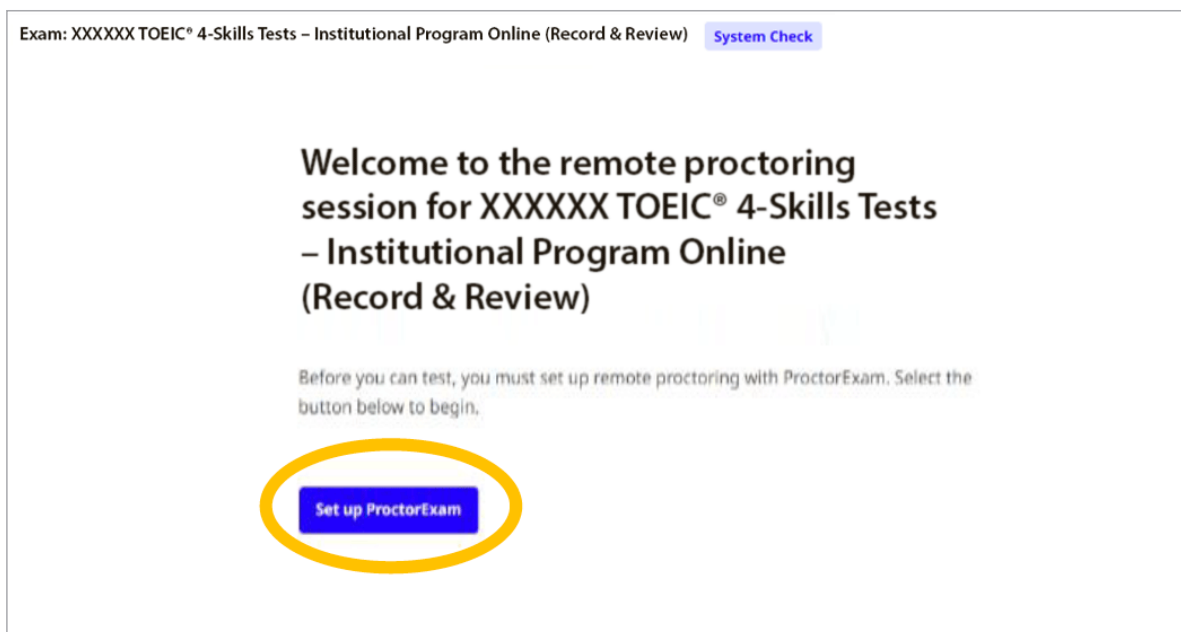 Exam: XXXXXX TOEIC® 4-Skills Tests – Institutional Program Online (Record & Review) System Check
Welcome to the remote proctoring
session for XXXXXX TOEIC® 4-Skills Tests
– Institutional Program Online
(Record & Review)
Before you can test, you must set up remote proctoring with ProctorExam. Select the
button below to begin.
Set up ProctorExam